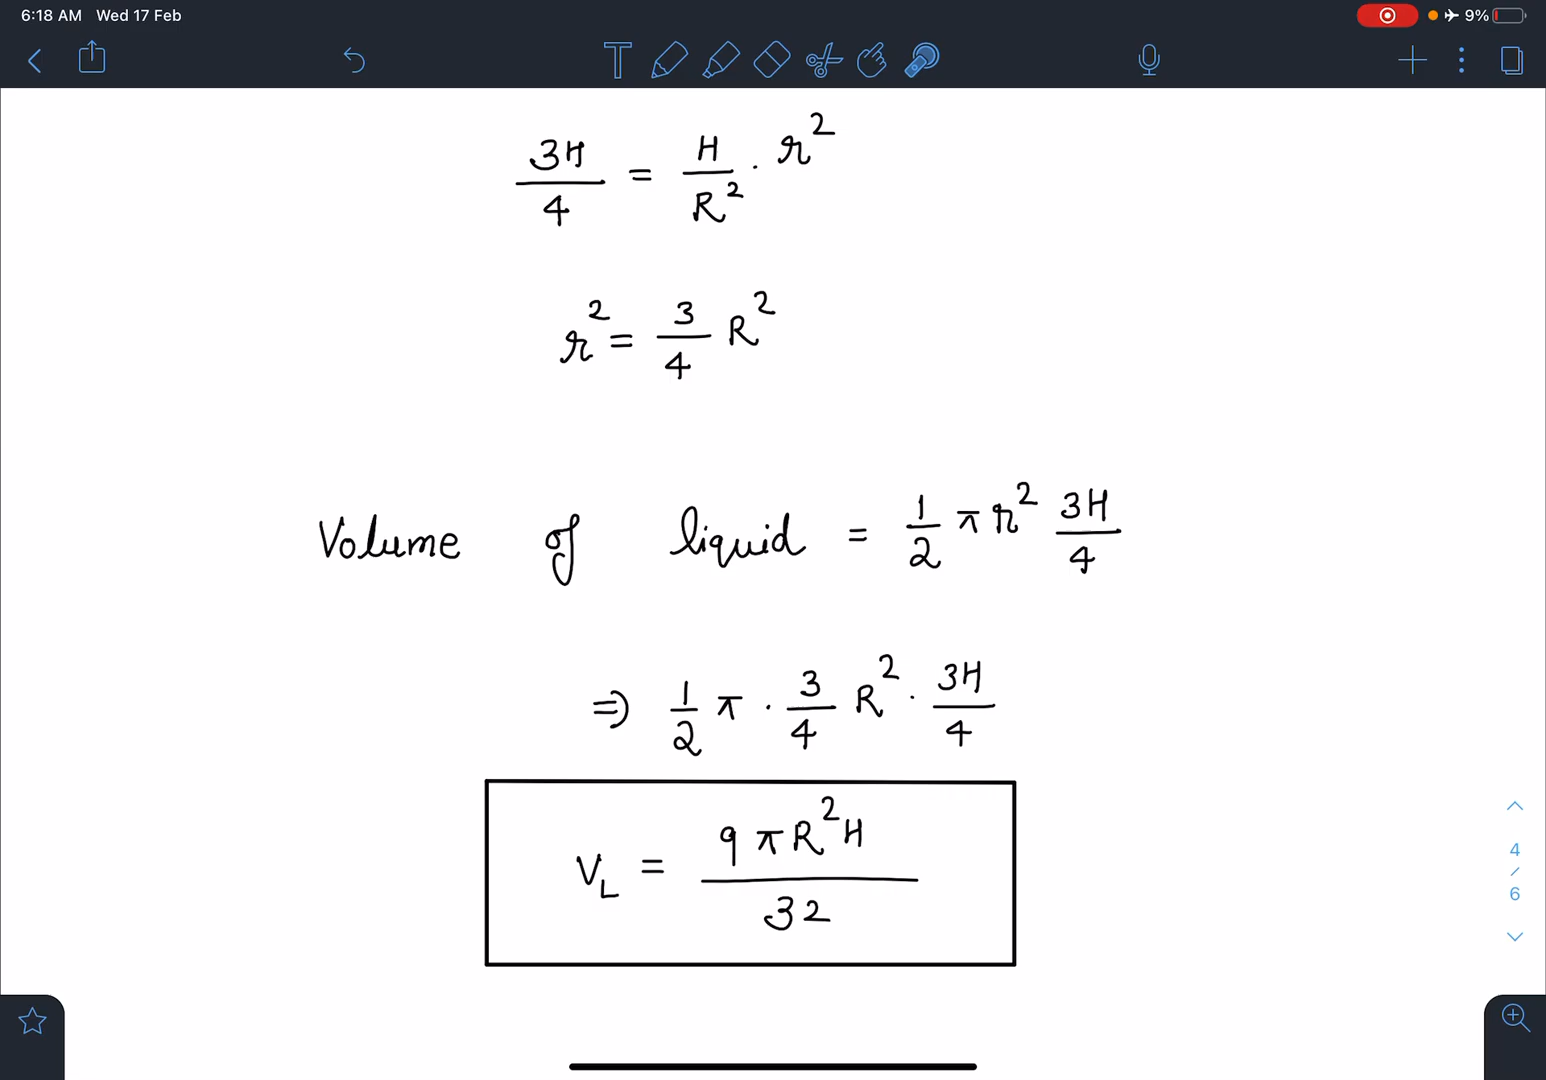 6:18 AM Wed 17 Feb 9%
T
3H/4 = H/R² · r²
r² = 3/4 R²
Volume of liquid = 1/2 π r² 3H/4
⇒ 1/2 π · 3/4 R² · 3H/4
V_L = 9πR²H/32
4
/
6